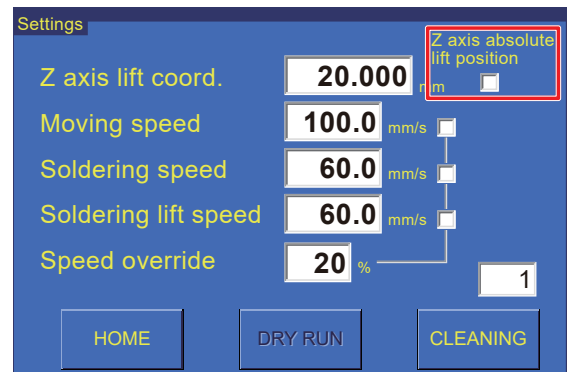 Settings
Z axis absolute
lift position
Z axis lift coord. 20.000 mm
Moving speed 100.0 mm/s
Soldering speed 60.0 mm/s
Soldering lift speed 60.0 mm/s
Speed override 20 %
1
HOME DRY RUN CLEANING